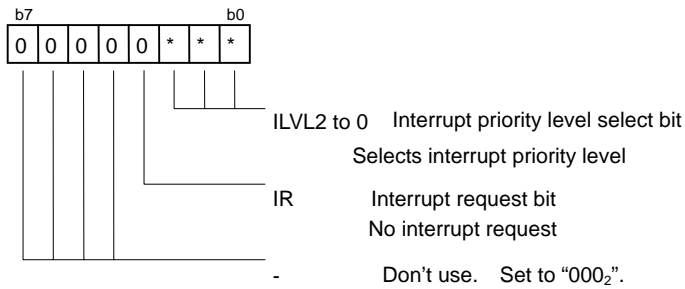 b7 b0
0 0 0 0 0 * * *
ILVL2 to 0 Interrupt priority level select bit
Selects interrupt priority level
IR Interrupt request bit
No interrupt request
- Don't use. Set to “000₂”.